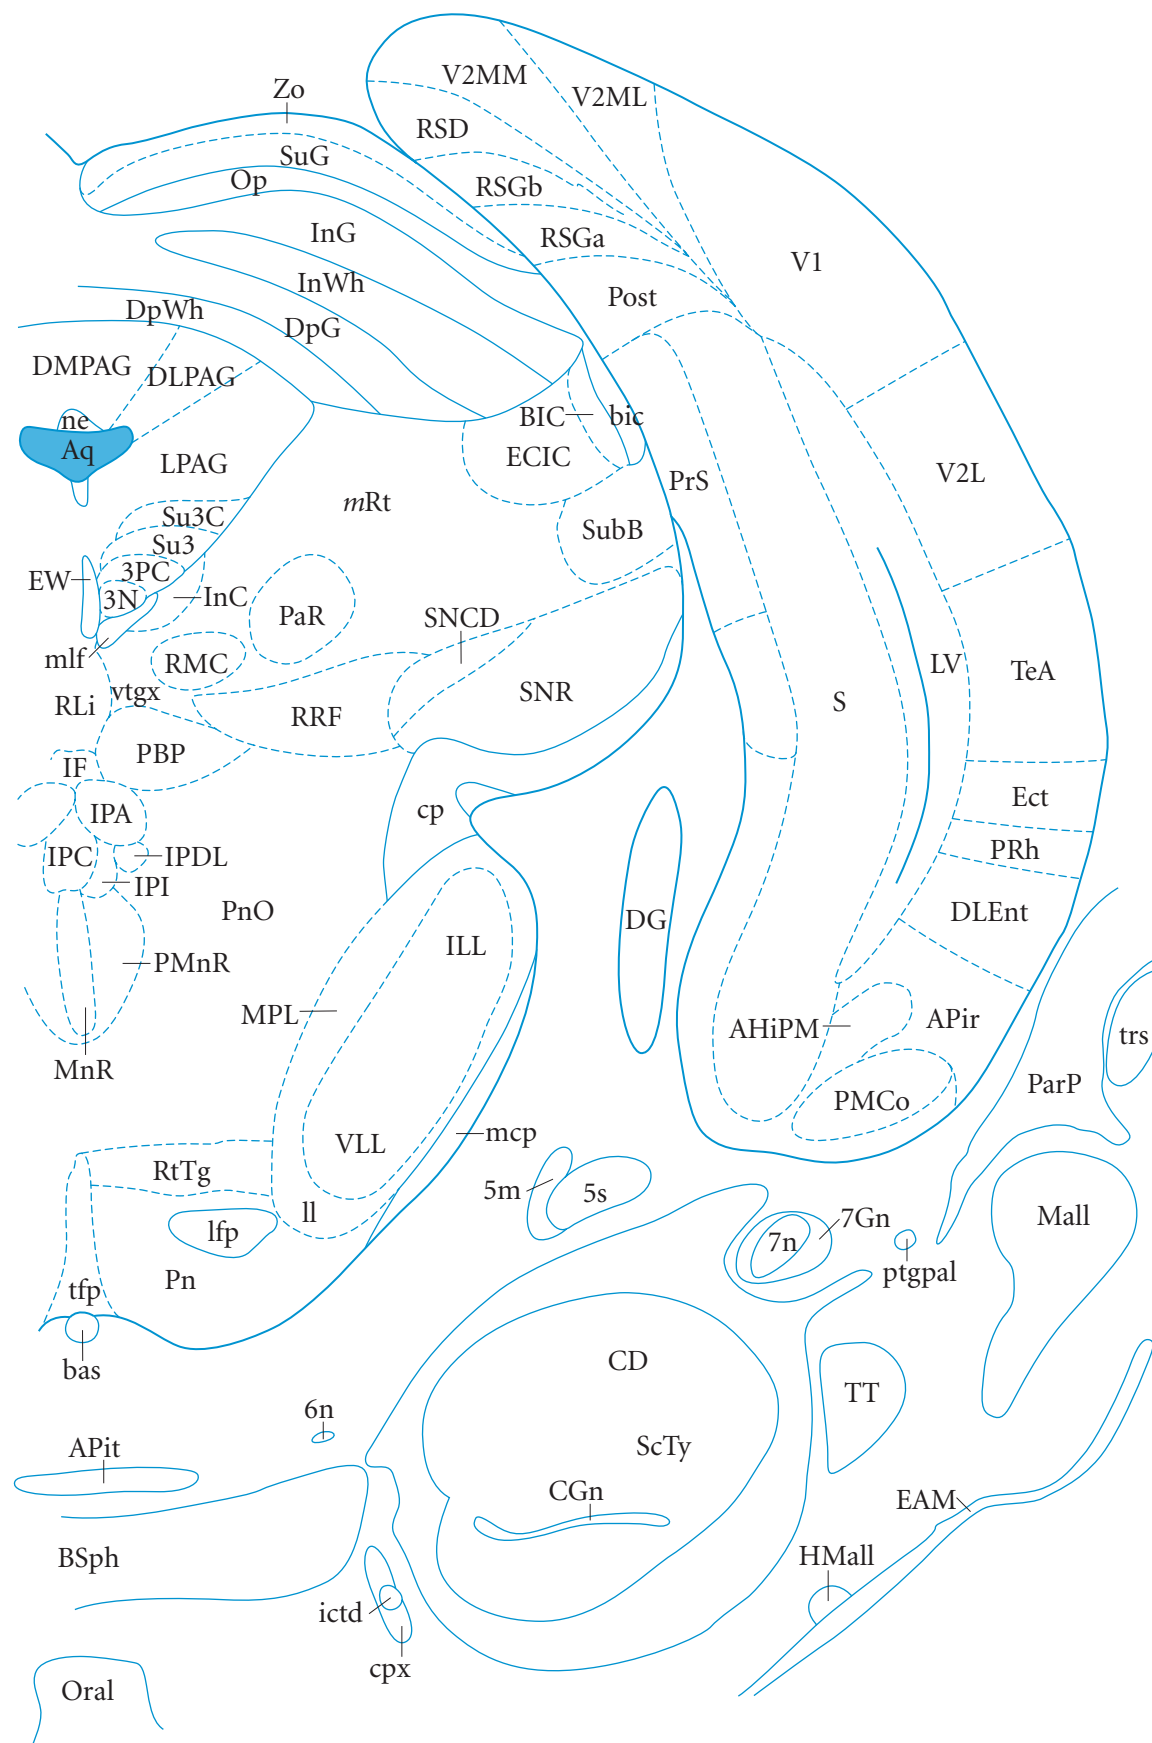 V2MM
Zo
V2ML
RSD
SuG
Op
RSGb
InG
RSGa
V1
InWh
Post
DpWh
DpG
DMPAG
DLPAG
ne
BIC
bic
Aq
ECIC
LPAG
V2L
PrS
mRt
Su3C
SubB
Su3
3PC
EW
3N
InC
PaR
SNCD
mlf
RMC
LV
TeA
vtgx
SNR
RLi
RRF
S
PBP
IF
Ect
IPA
cp
PRh
IPC
IPDL
IPI
PnO
DLEnt
DG
ILL
PMnR
MPL
AHiPM
APir
trs
MnR
ParP
PMCo
mcp
VLL
RtTg
5m
5s
ll
7Gn
Mall
lfp
7n
ptgpal
Pn
tfp
bas
CD
TT
6n
APit
ScTy
CGn
EAM
BSph
HMall
ictd
cpx
Oral